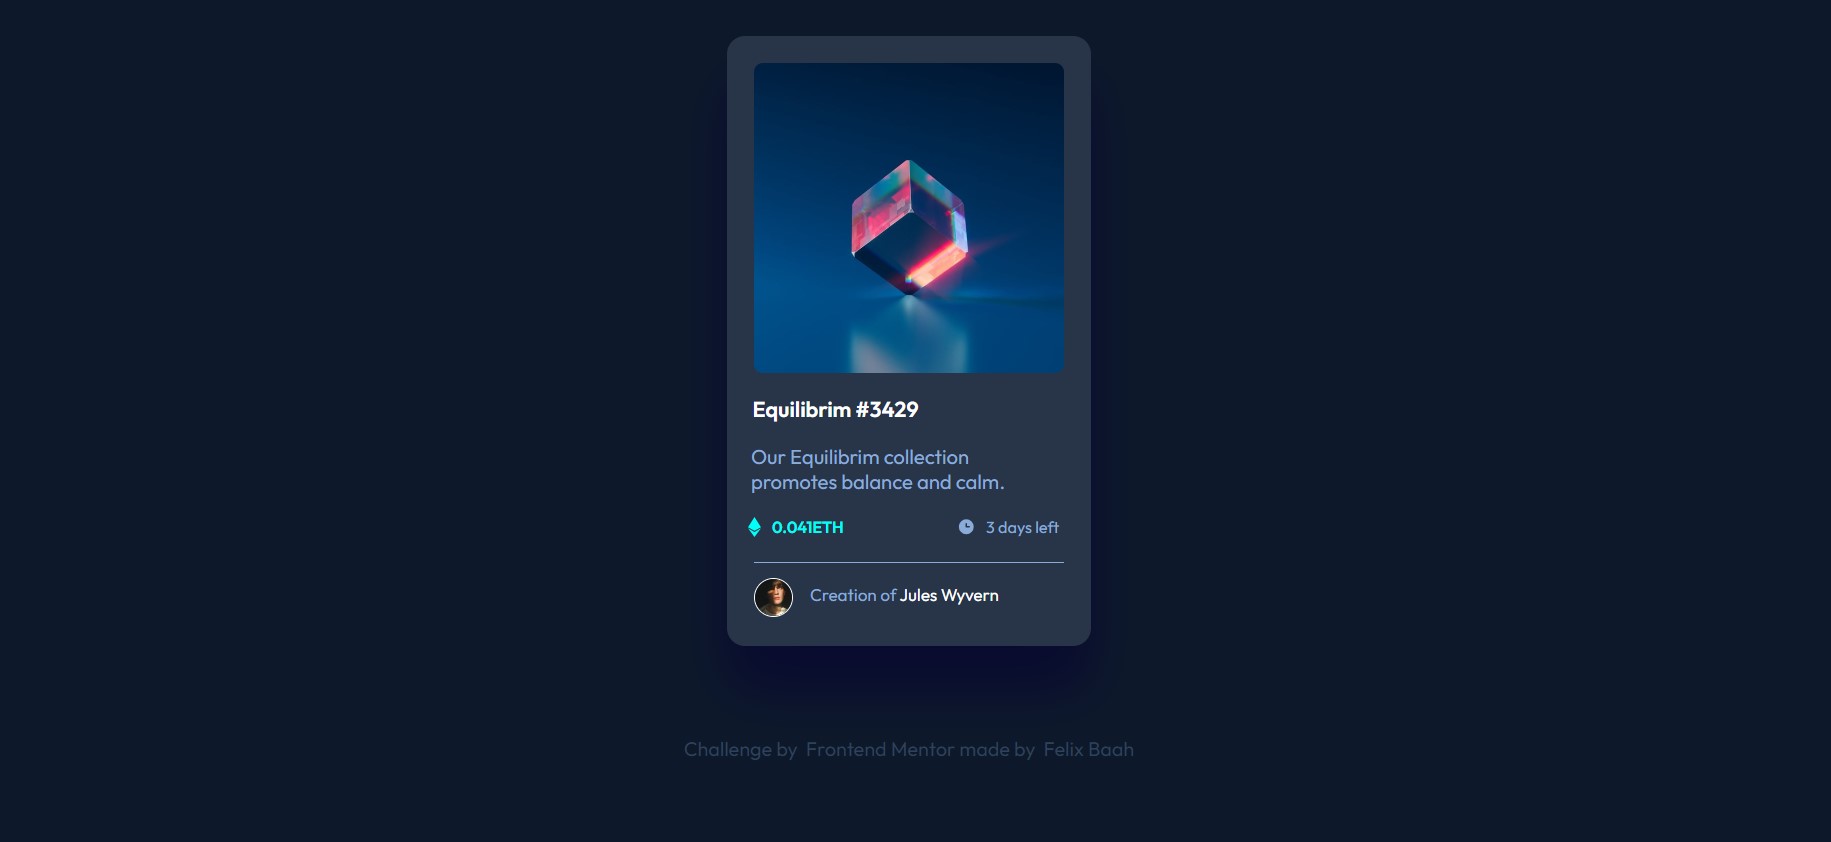 Equilibrim #3429
Our Equilibrim collection
promotes balance and calm.
0.041ETH
3 days left
Creation of Jules Wyvern
Challenge by Frontend Mentor made by Felix Baah